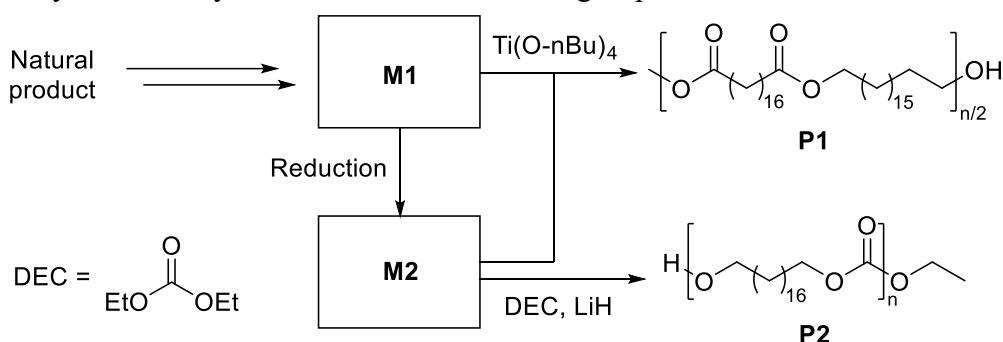 Natural
product
M1
Ti(O-nBu)4
O
O
O
16
O
15
OH
n/2
P1
Reduction
M2
DEC =
O
EtO
OEt
DEC, LiH
H
O
16
O
O
n
O
P2